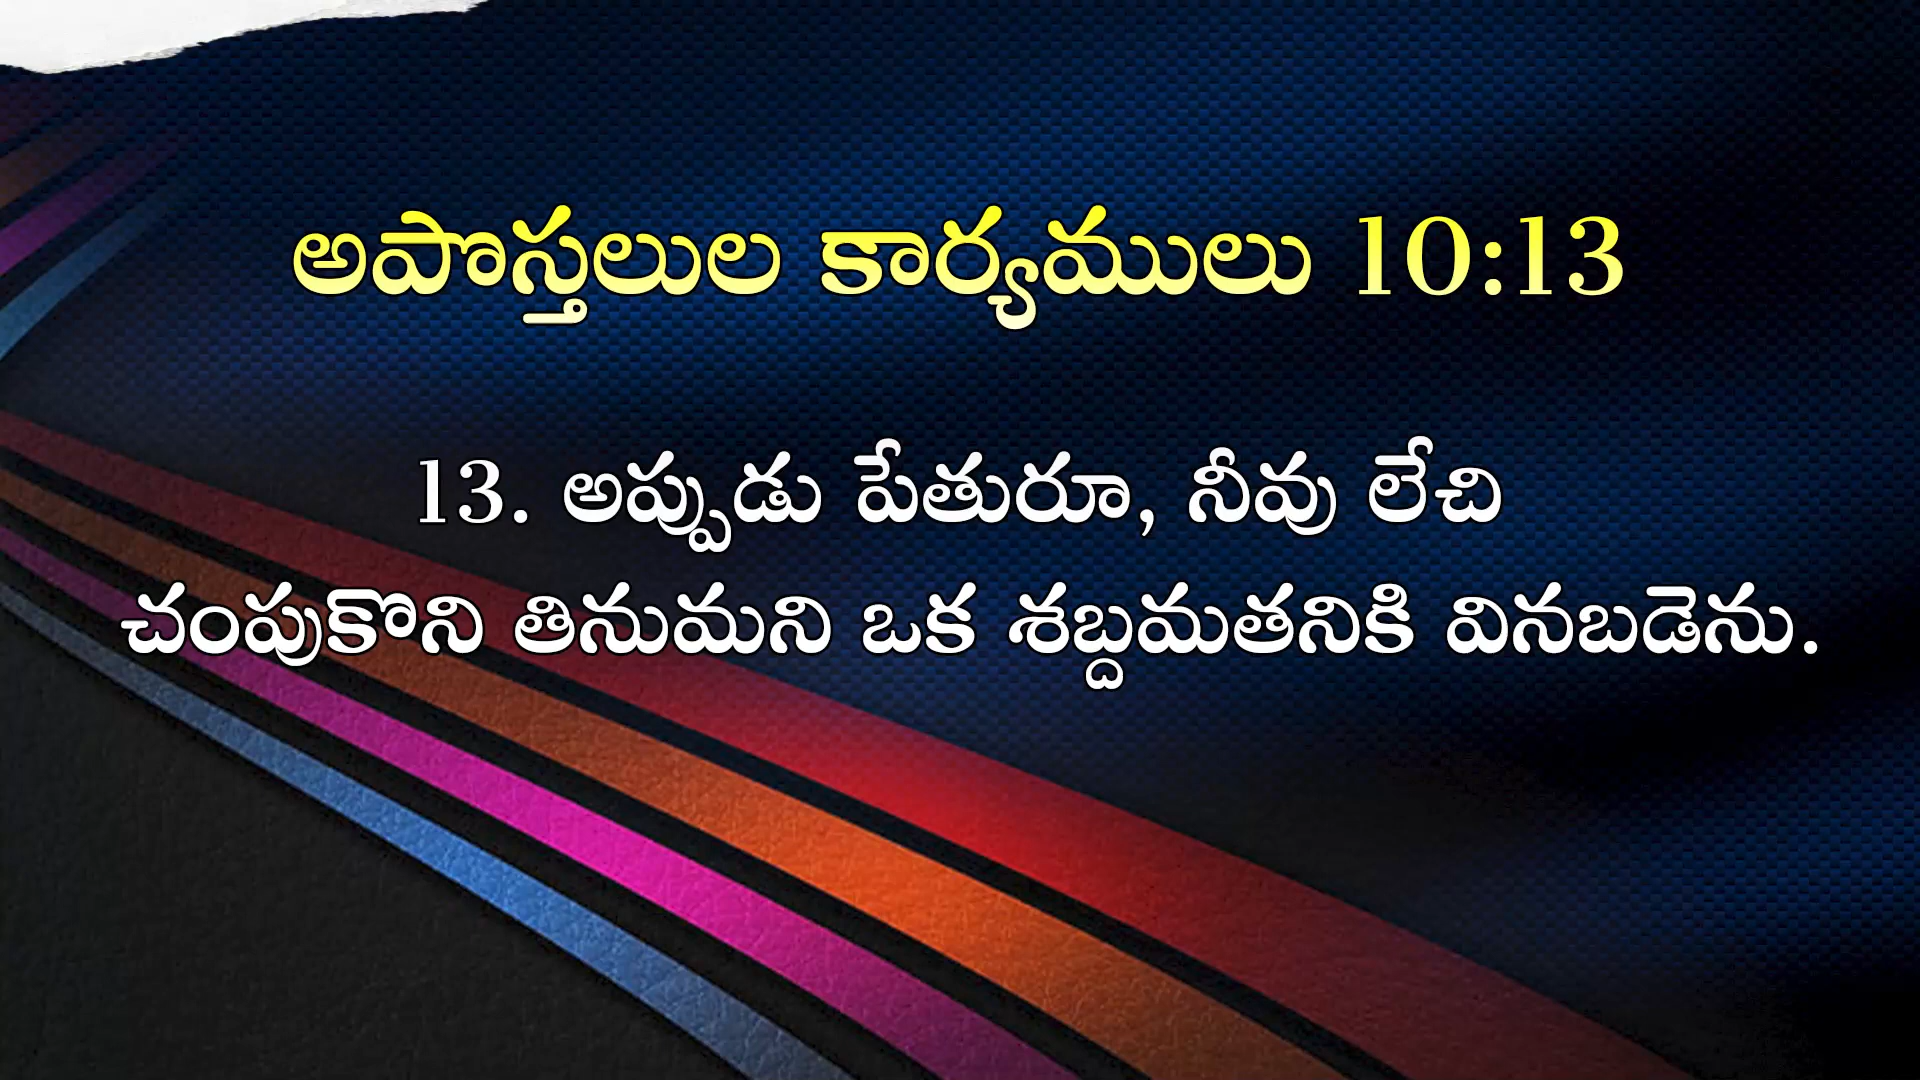 అపొస్తలుల కార్యములు 10:13
13. అప్పుడు పేతురూ, నీవు లేచి
చంపుకొని తినుమని ఒక శబ్దమతనికి వినబడెను.